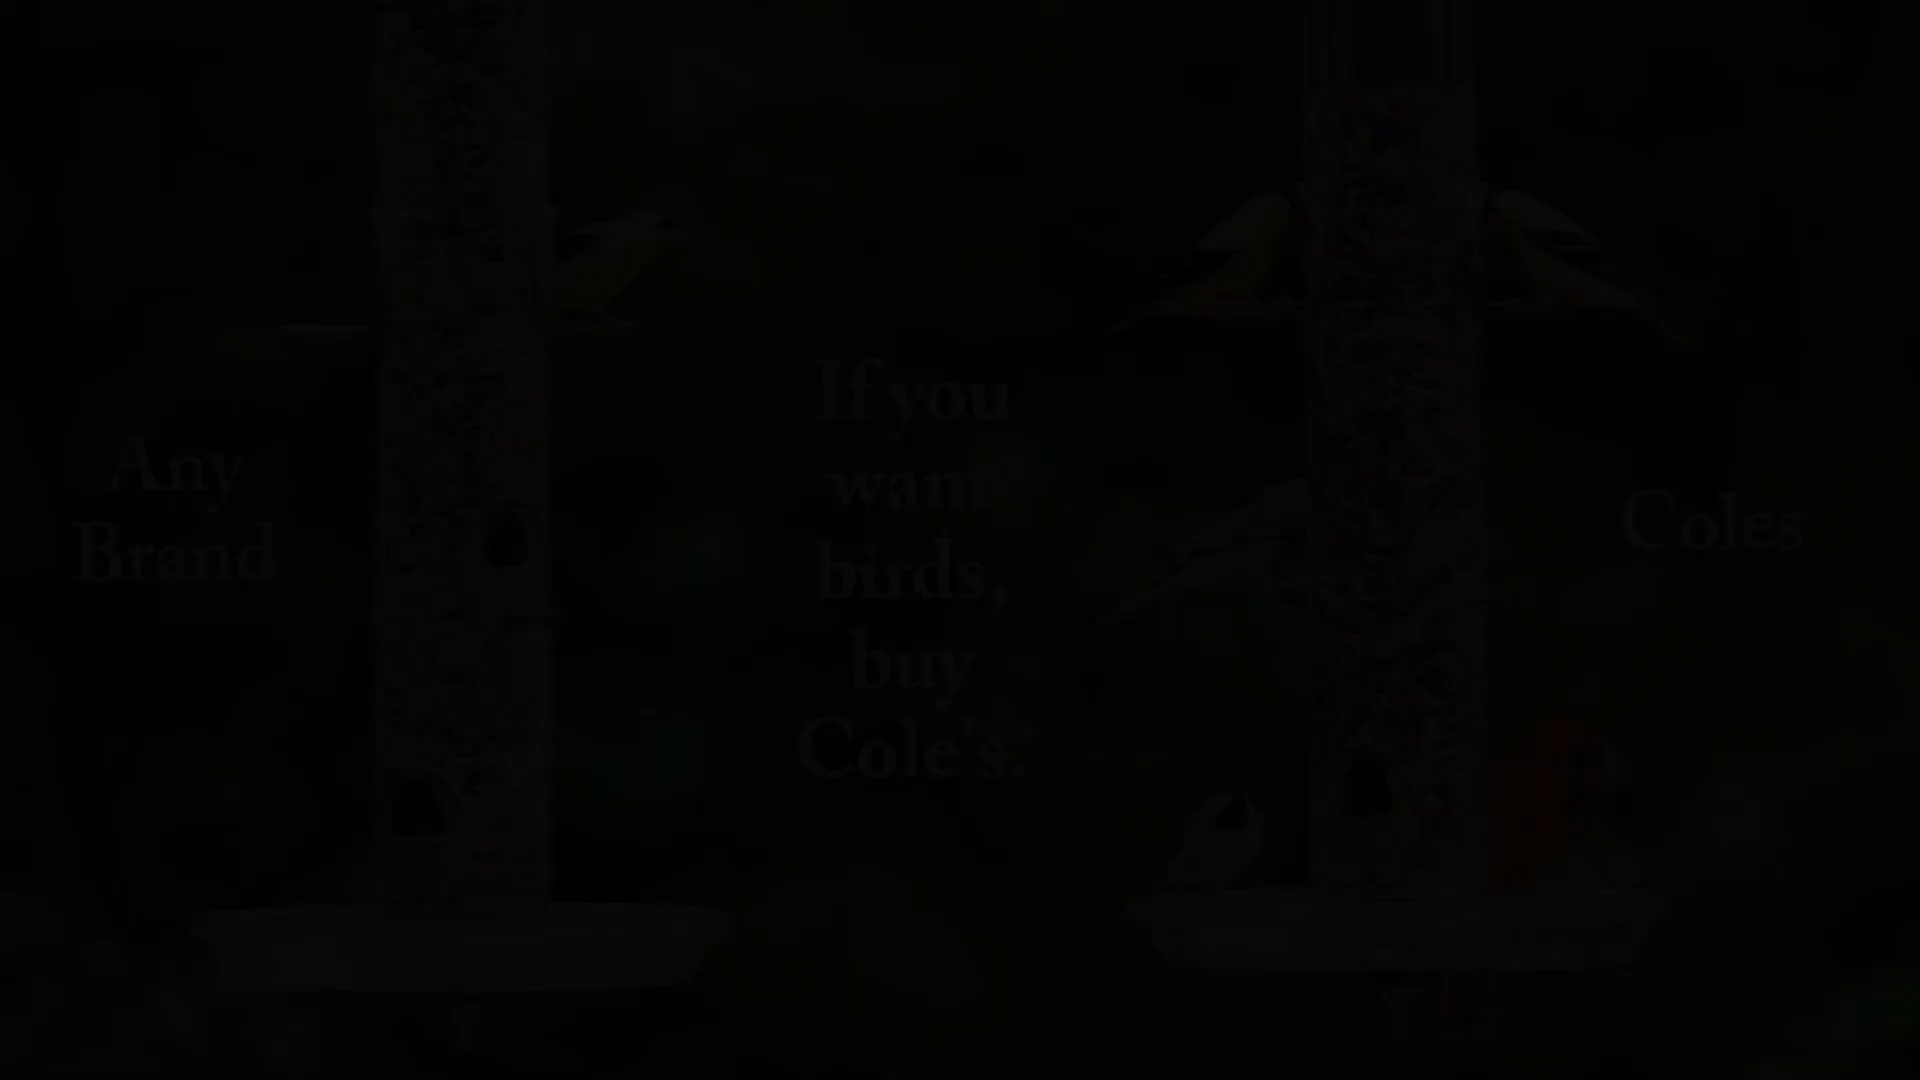 Any
Brand
If you
want
birds,
buy
Cole's.
Coles